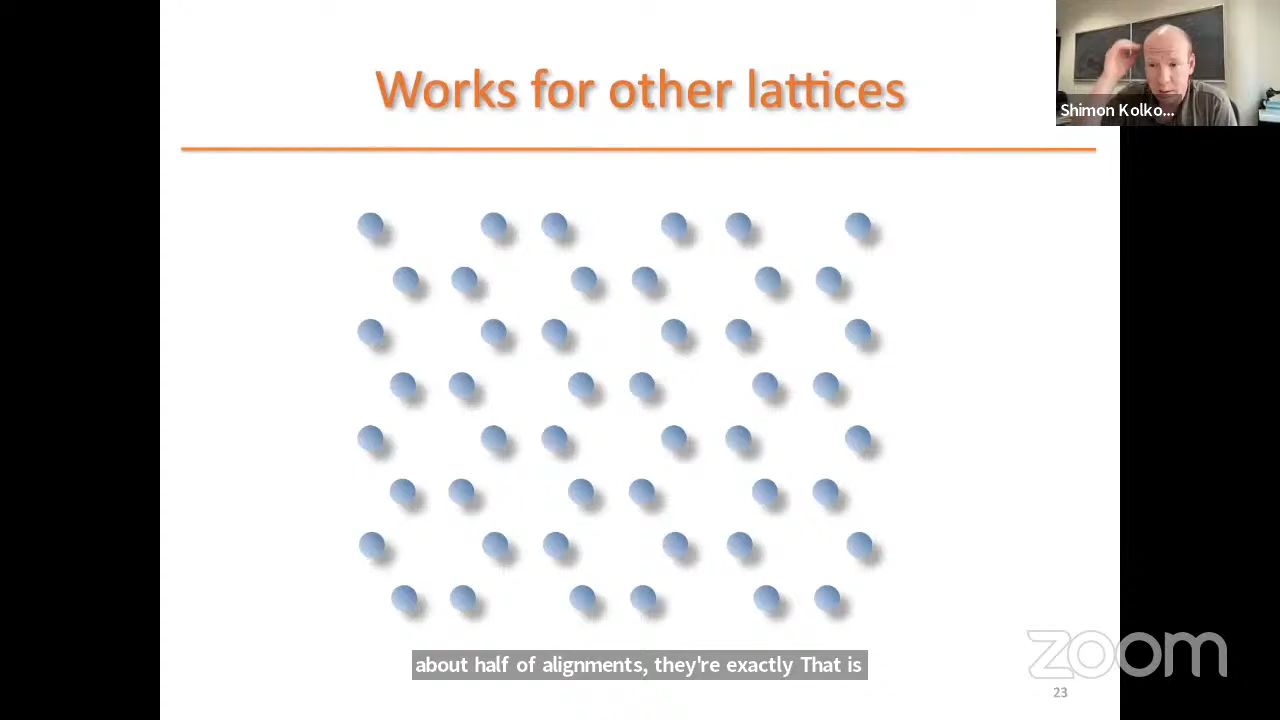 Works for other lattices
Shimon Kolko...
about half of alignments, they're exactly That is
zoom
23